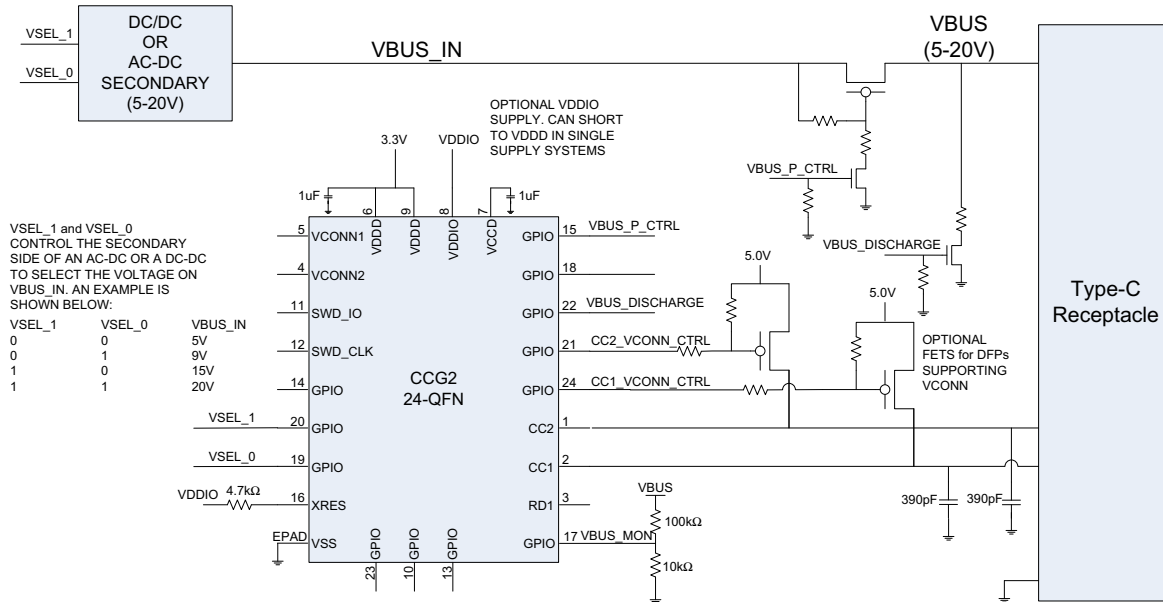 VSEL_1
VSEL_0
DC/DC
OR
AC-DC
SECONDARY
(5-20V)
VBUS_IN
VBUS
(5-20V)
OPTIONAL VDDIO
SUPPLY. CAN SHORT
TO VDDD IN SINGLE
SUPPLY SYSTEMS
3.3V
VDDIO
1uF
1uF
6
9
8
7
VDDD
VDDD
VDDIO
VCCD
VBUS_P_CTRL
VBUS_DISCHARGE
VSEL_1 and VSEL_0
CONTROL THE SECONDARY
SIDE OF AN AC-DC OR A DC-DC
TO SELECT THE VOLTAGE ON
VBUS_IN. AN EXAMPLE IS
SHOWN BELOW:
VSEL_1 VSEL_0 VBUS_IN
0 0 5V
0 1 9V
1 0 15V
1 1 20V
5 VCONN1
4 VCONN2
11 SWD_IO
12 SWD_CLK
14 GPIO
VSEL_1 20 GPIO
VSEL_0 19 GPIO
VDDIO 4.7kΩ 16 XRES
EPAD VSS
CCG2
24-QFN
GPIO 15 VBUS_P_CTRL
GPIO 18
GPIO 22 VBUS_DISCHARGE
GPIO 21 CC2_VCONN_CTRL
GPIO 24 CC1_VCONN_CTRL
CC2 1
CC1 2
RD1 3
GPIO 17 VBUS_MON
GPIO
GPIO
GPIO
23
10
13
5.0V
5.0V
OPTIONAL
FETS for DFPs
SUPPORTING
VCONN
VBUS
100kΩ
10kΩ
390pF
390pF
Type-C
Receptacle